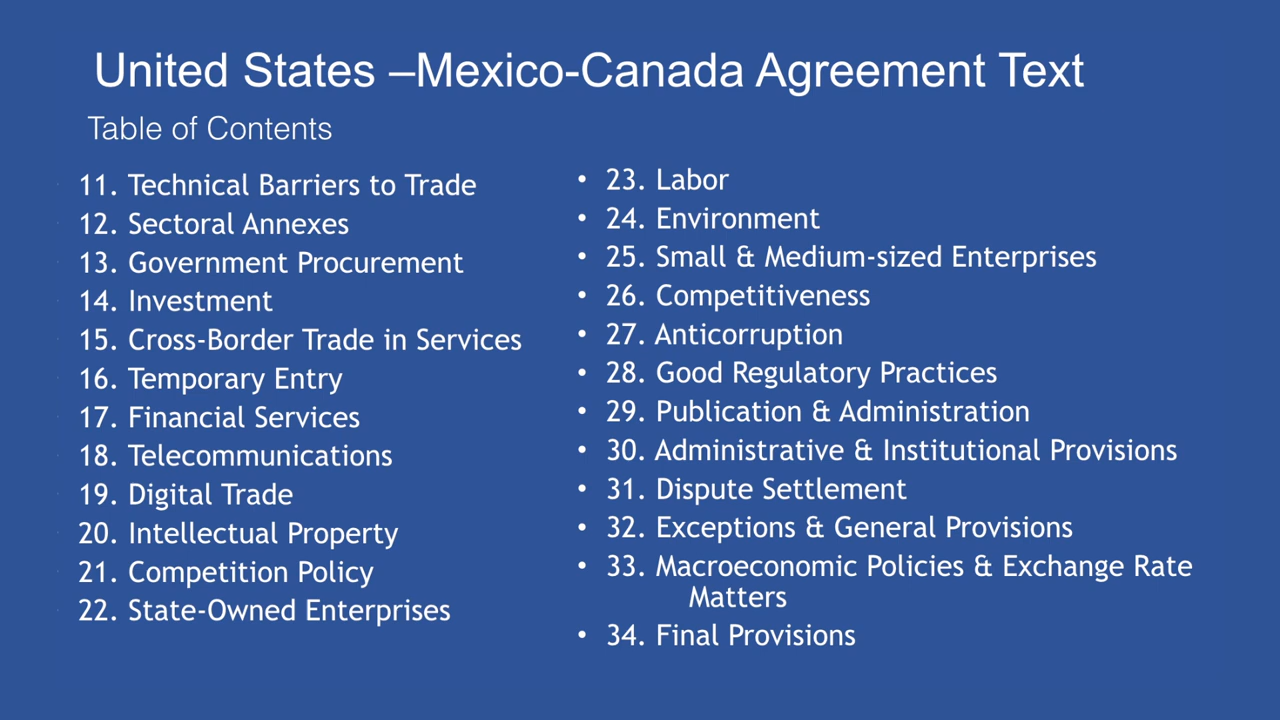 United States –Mexico-Canada Agreement Text
Table of Contents
11. Technical Barriers to Trade
12. Sectoral Annexes
13. Government Procurement
14. Investment
15. Cross-Border Trade in Services
16. Temporary Entry
17. Financial Services
18. Telecommunications
19. Digital Trade
20. Intellectual Property
21. Competition Policy
22. State-Owned Enterprises
• 23. Labor
• 24. Environment
• 25. Small & Medium-sized Enterprises
• 26. Competitiveness
• 27. Anticorruption
• 28. Good Regulatory Practices
• 29. Publication & Administration
• 30. Administrative & Institutional Provisions
• 31. Dispute Settlement
• 32. Exceptions & General Provisions
• 33. Macroeconomic Policies & Exchange Rate
Matters
• 34. Final Provisions